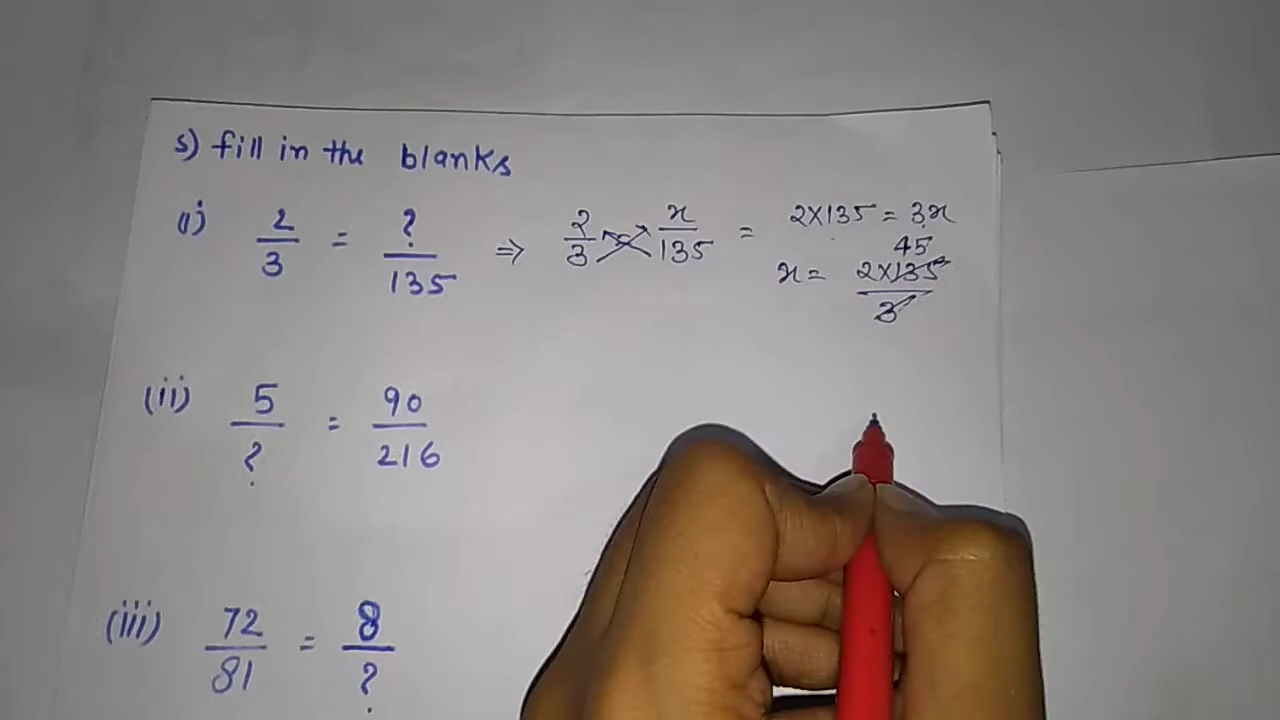 5) fill in the blanks
(i) 2/3 = ?/135 ⇒ 2/3 x/135 = 2×135 = 3x
45
x = 2×135/3
(ii) 5/? = 90/216
(iii) 72/81 = 8/?